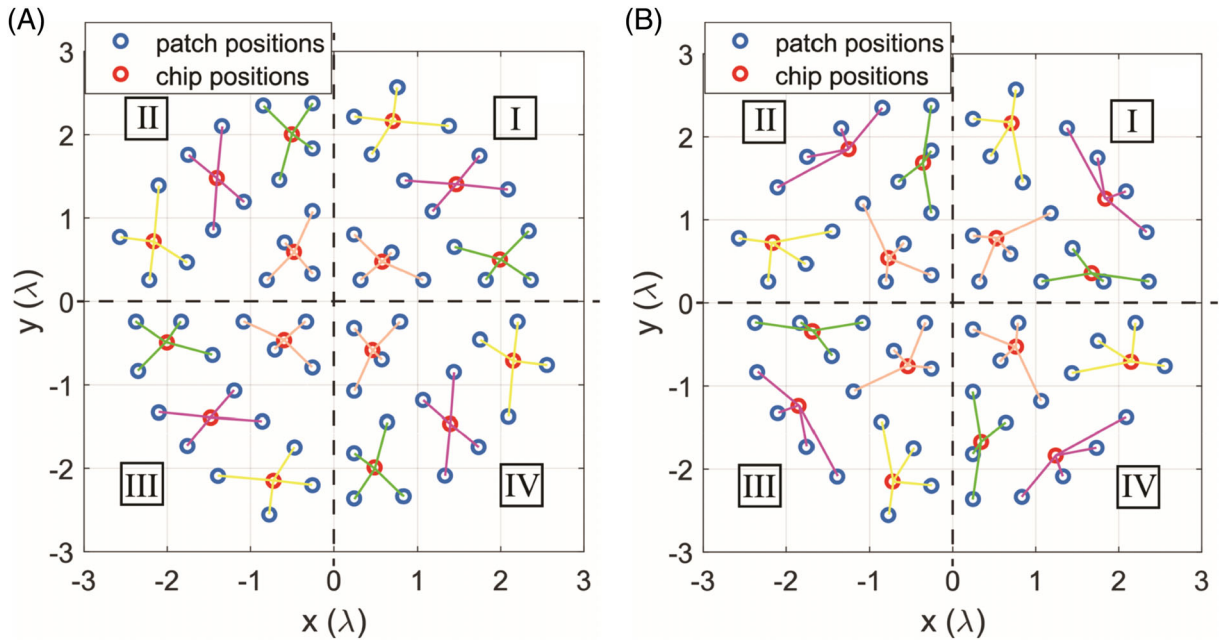 (A)
patch positions
chip positions
II
I
III
IV
3
2
1
0
-1
-2
-3
y (λ)
-3
-2
-1
0
1
2
3
x (λ)
(B)
patch positions
chip positions
II
I
III
IV
3
2
1
0
-1
-2
-3
y (λ)
-3
-2
-1
0
1
2
3
x (λ)